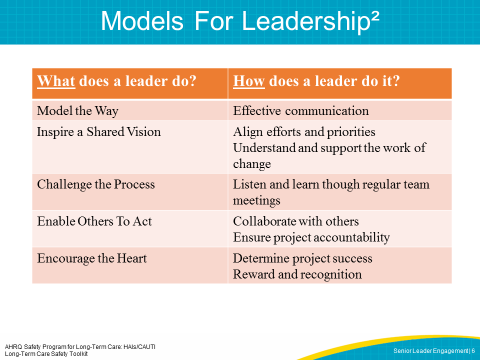 Models For Leadership²
What does a leader do? How does a leader do it?
Model the Way Effective communication
Inspire a Shared Vision Align efforts and priorities
Understand and support the work of
change
Challenge the Process Listen and learn though regular team
meetings
Enable Others To Act Collaborate with others
Ensure project accountability
Encourage the Heart Determine project success
Reward and recognition
AHRQ Safety Program for Long-Term Care: HAIs/CAUTI
Long-Term Care Safety Toolkit
Senior Leader Engagement| 6